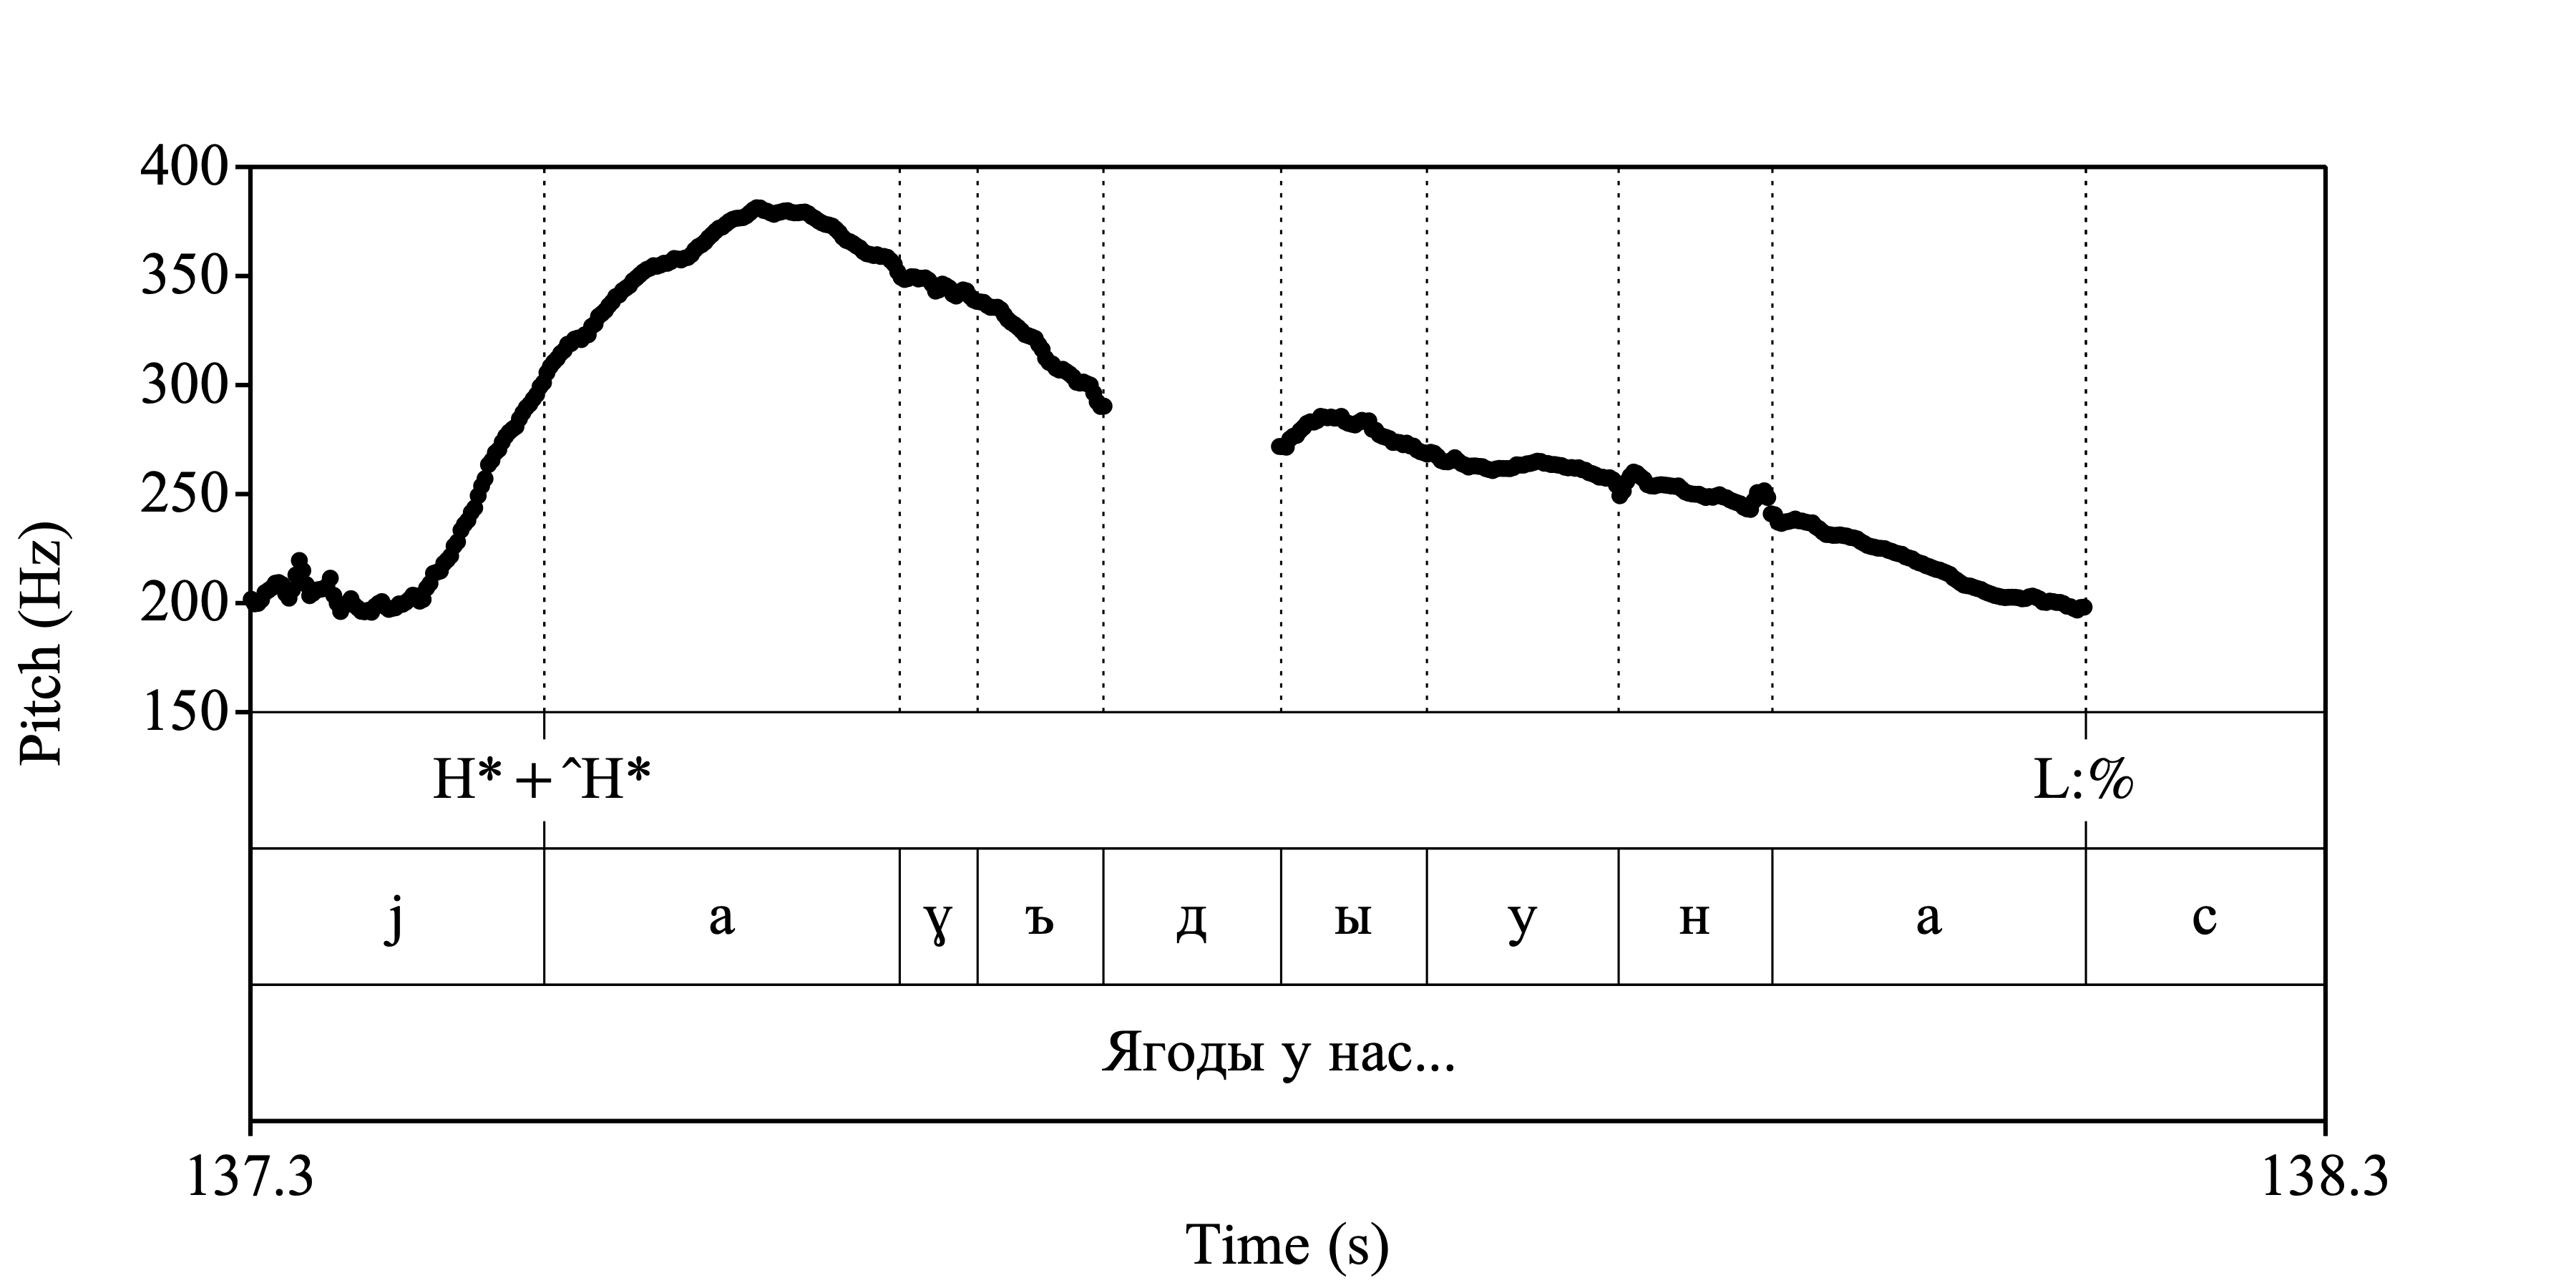 400
350
300
250
200
150
Pitch (Hz)
H* + ˆH* L:%
j а ɣ ъ д ы у н а с
Ягоды у нас...
137.3 138.3
Time (s)